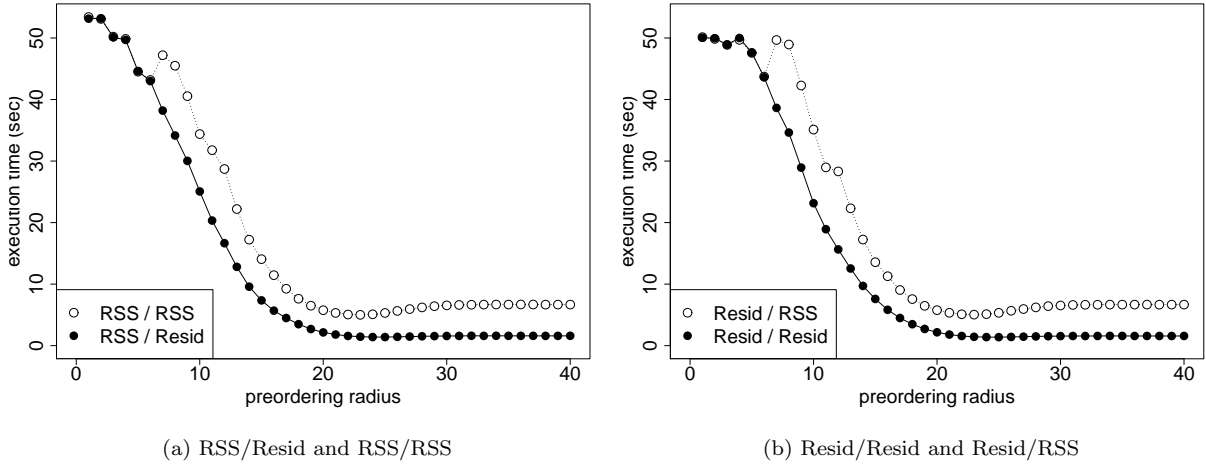 execution time (sec)
0 10 20 30 40 50
RSS / RSS
RSS / Resid
0 10 20 30 40
preordering radius
(a) RSS/Resid and RSS/RSS
execution time (sec)
0 10 20 30 40 50
Resid / RSS
Resid / Resid
0 10 20 30 40
preordering radius
(b) Resid/Resid and Resid/RSS